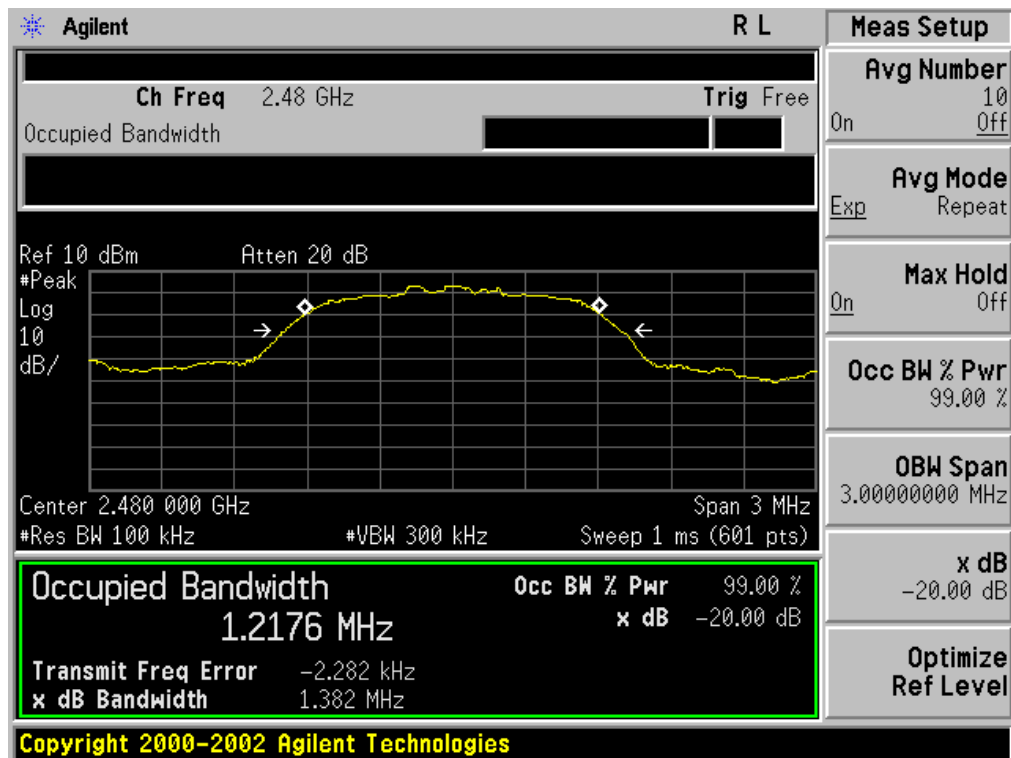 Agilent
R L
Meas Setup
Ch Freq 2.48 GHz
Trig Free
Occupied Bandwidth
Ref 10 dBm
Atten 20 dB
#Peak
Log
10
dB/
Center 2.480 000 GHz
Span 3 MHz
#Res BW 100 kHz
#VBW 300 kHz
Sweep 1 ms (601 pts)
Occupied Bandwidth
1.2176 MHz
Occ BW % Pwr 99.00 %
x dB -20.00 dB
Transmit Freq Error -2.282 kHz
x dB Bandwidth 1.382 MHz
Copyright 2000-2002 Agilent Technologies
Avg Number
10
On Off
Avg Mode
Exp Repeat
Max Hold
On Off
Occ BW % Pwr
99.00 %
OBW Span
3.00000000 MHz
x dB
-20.00 dB
Optimize
Ref Level